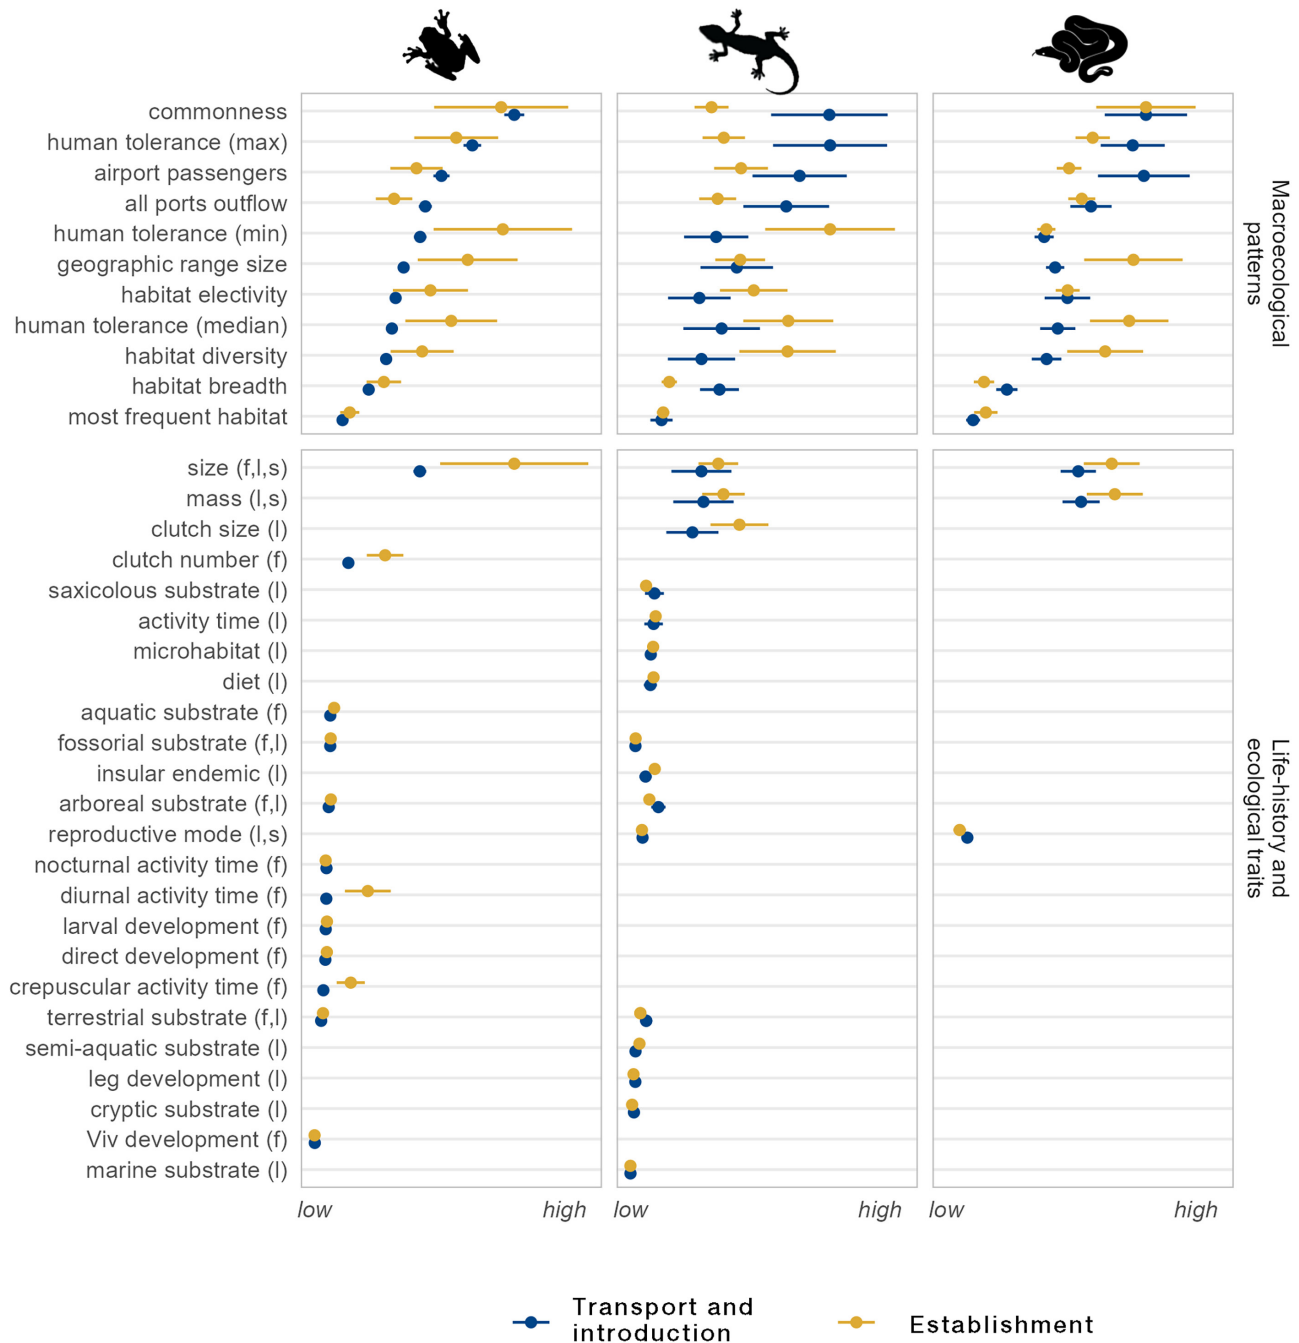 commonness
human tolerance (max)
airport passengers
all ports outflow
human tolerance (min)
geographic range size
habitat electivity
human tolerance (median)
habitat diversity
habitat breadth
most frequent habitat
Macroecological
patterns
size (f,l,s)
mass (l,s)
clutch size (l)
clutch number (f)
saxicolous substrate (l)
activity time (l)
microhabitat (l)
diet (l)
aquatic substrate (f)
fossorial substrate (f,l)
insular endemic (l)
arboreal substrate (f,l)
reproductive mode (l,s)
nocturnal activity time (f)
diurnal activity time (f)
larval development (f)
direct development (f)
crepuscular activity time (f)
terrestrial substrate (f,l)
semi-aquatic substrate (l)
leg development (l)
cryptic substrate (l)
Viv development (f)
marine substrate (l)
Life-history and
ecological traits
low high low high low high
Transport and
introduction
Establishment